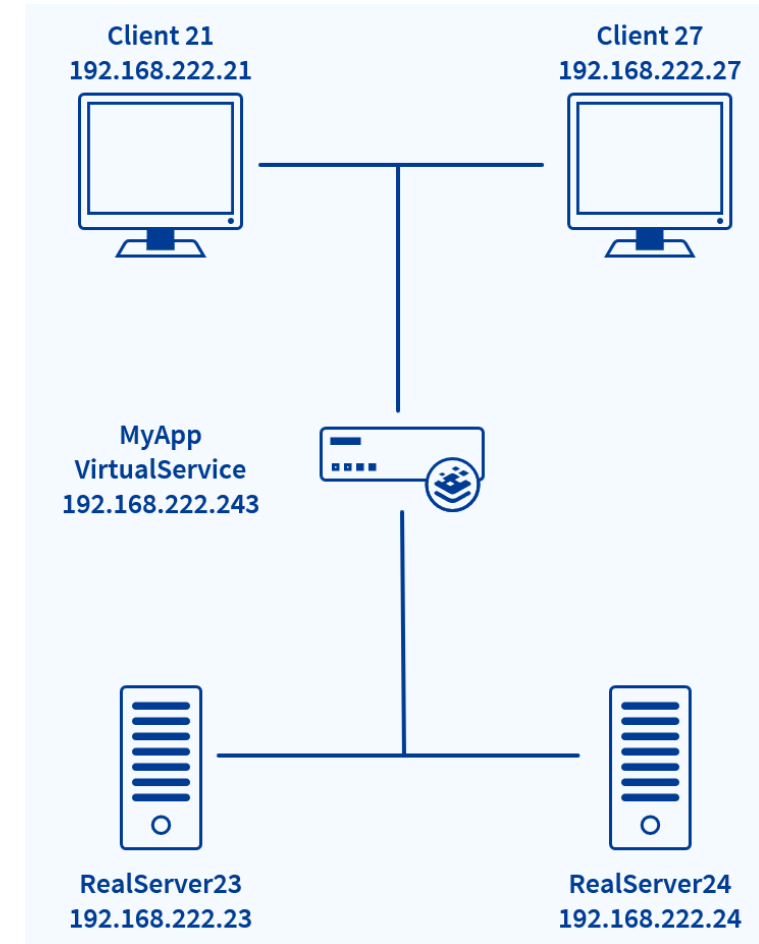 Client 21
192.168.222.21
Client 27
192.168.222.27
MyApp
VirtualService
192.168.222.243
RealServer23
192.168.222.23
RealServer24
192.168.222.24